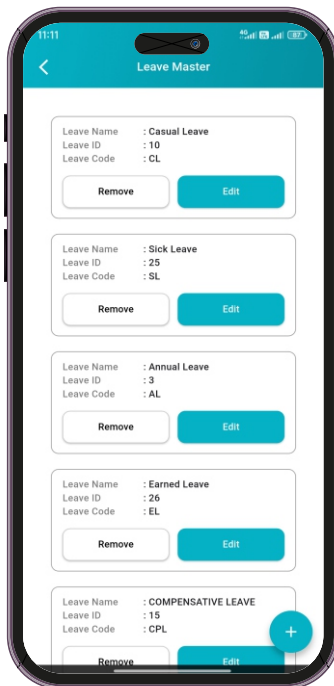 11:11
4G 87
Leave Master
Leave Name : Casual Leave
Leave ID : 10
Leave Code : CL
Remove Edit
Leave Name : Sick Leave
Leave ID : 25
Leave Code : SL
Remove Edit
Leave Name : Annual Leave
Leave ID : 3
Leave Code : AL
Remove Edit
Leave Name : Earned Leave
Leave ID : 26
Leave Code : EL
Remove Edit
Leave Name : COMPENSATIVE LEAVE
Leave ID : 15
Leave Code : CPL
+
Remove Edit